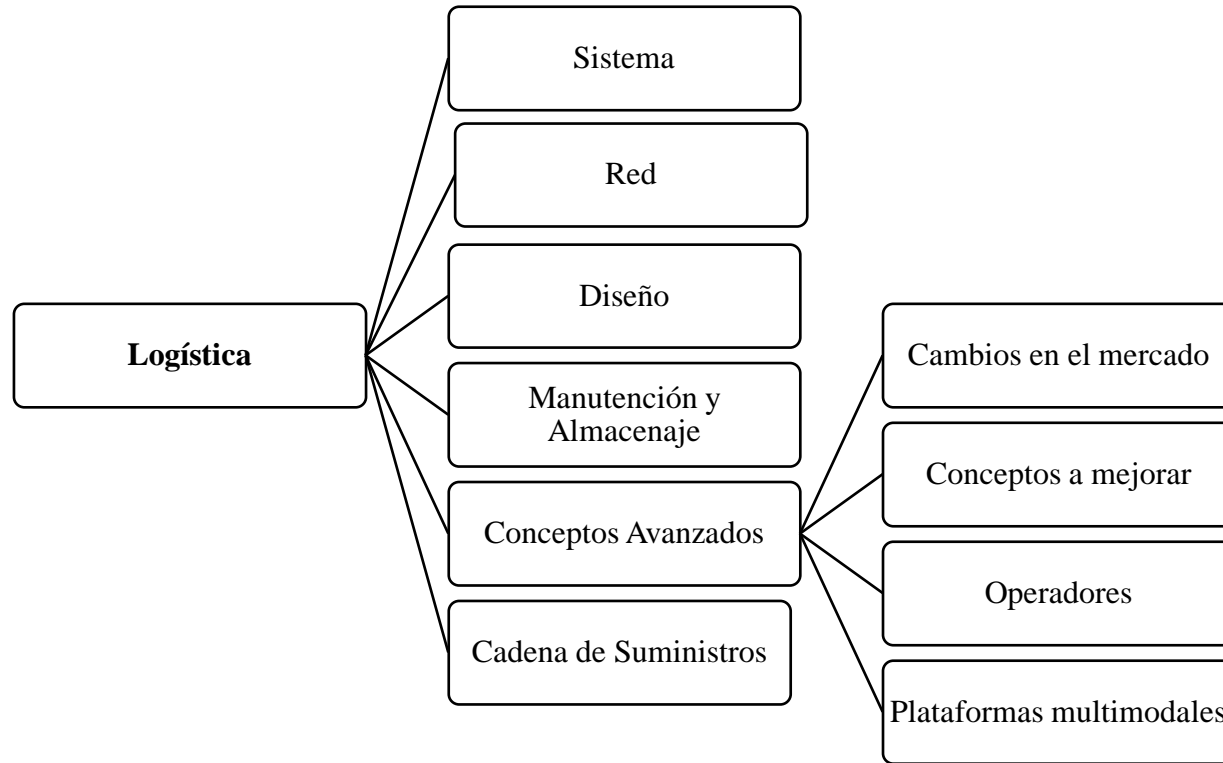 Logística
Sistema
Red
Diseño
Manutención y
Almacenaje
Conceptos Avanzados
Cadena de Suministros
Cambios en el mercado
Conceptos a mejorar
Operadores
Plataformas multimodales